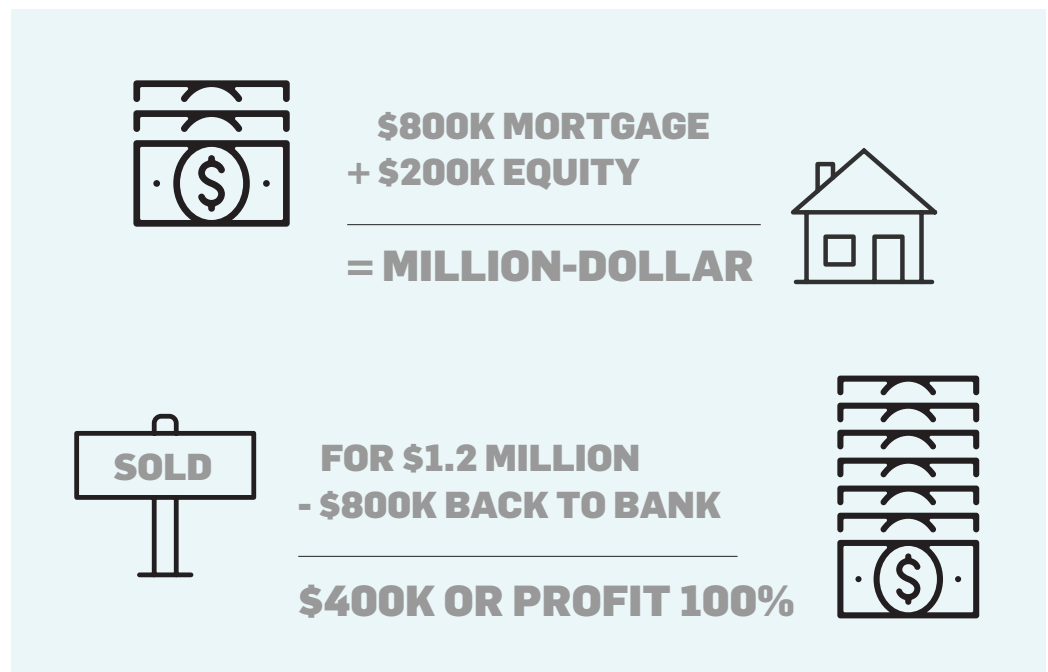 $800K MORTGAGE
+ $200K EQUITY
= MILLION-DOLLAR
SOLD
FOR $1.2 MILLION
- $800K BACK TO BANK
$400K OR PROFIT 100%
$
$